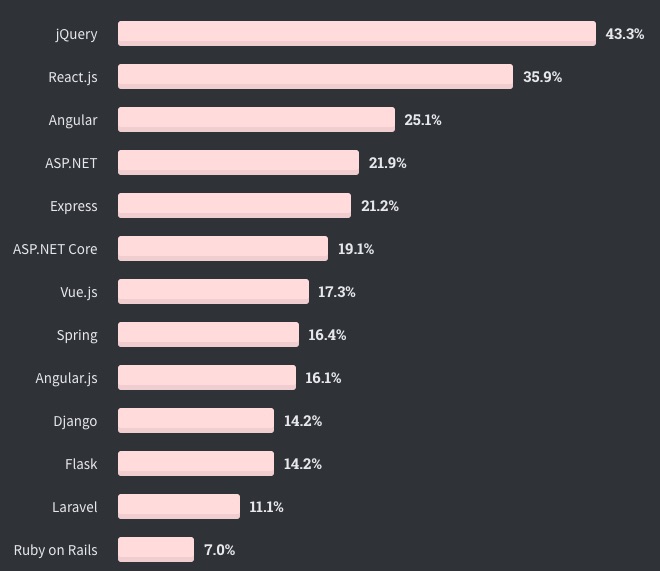 jQuery 43.3%
React.js 35.9%
Angular 25.1%
ASP.NET 21.9%
Express 21.2%
ASP.NET Core 19.1%
Vue.js 17.3%
Spring 16.4%
Angular.js 16.1%
Django 14.2%
Flask 14.2%
Laravel 11.1%
Ruby on Rails 7.0%